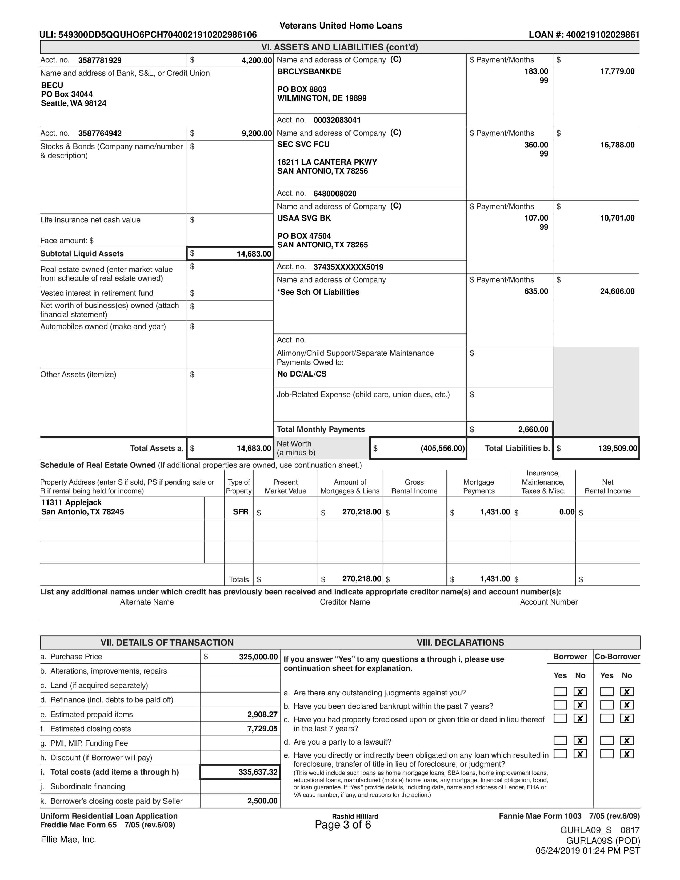 Veterans United Home Loans
ULI: 549300DD5QQUHO6PCH7040021910202986106 LOAN #: 400219102029861
VI. ASSETS AND LIABILITIES (cont'd)
Acct. no. 3587781929 $ 4,200.00 Name and address of Company (C) $ Payment/Months $
Name and address of Bank, S&L, or Credit Union BRCLYSBANKDE 183.00 17,779.00
99
BECU
PO Box 34044 PO BOX 8803
Seattle, WA 98124 WILMINGTON, DE 19899
Acct. no. 00032083041
Acct. no. 3587764942 $ 9,200.00 Name and address of Company (C) $ Payment/Months $
Stocks & Bonds (Company name/number & description) $ SEC SVC FCU 360.00 16,788.00
99
16211 LA CANTERA PKWY
SAN ANTONIO, TX 78256
Acct. no. 6480008020
Name and address of Company (C) $ Payment/Months $
Life insurance net cash value $ USAA SVG BK 107.00 10,701.00
99
PO BOX 47504
Face amount: $ SAN ANTONIO, TX 78265
Subtotal Liquid Assets $ 14,683.00
Real estate owned (enter market value from schedule of real estate owned) $ Acct. no. 37435XXXXXX5019
Name and address of Company $ Payment/Months $
Vested interest in retirement fund $ *See Sch Of Liabilities 635.00 24,606.00
Net worth of business(es) owned (attach financial statement) $
Automobiles owned (make and year) $
Acct. no.
Alimony/Child Support/Separate Maintenance Payments Owed to: $
Other Assets (itemize) $ No DC/AL/CS
Job-Related Expense (child care, union dues, etc.) $
Total Monthly Payments $ 2,660.00
Total Assets a. $ 14,683.00 Net Worth (a minus b) $ (405,556.00) Total Liabilities b. $ 139,509.00
Schedule of Real Estate Owned (If additional properties are owned, use continuation sheet.)
Property Address (enter S if sold, PS if pending sale or R if rental being held for income) Type of Property Present Market Value Amount of Mortgages & Liens Gross Rental Income Mortgage Payments Insurance, Maintenance, Taxes & Misc. Net Rental Income
11311 Applejack
San Antonio, TX 78245 SFR $ $ 270,218.00 $ $ 1,431.00 $ 0.00 $
Totals $ $ 270,218.00 $ $ 1,431.00 $ $
List any additional names under which credit has previously been received and indicate appropriate creditor name(s) and account number(s):
Alternate Name Creditor Name Account Number
VII. DETAILS OF TRANSACTION VIII. DECLARATIONS
a. Purchase Price $ 325,000.00 If you answer "Yes" to any questions a through i, please use continuation sheet for explanation. Borrower Co-Borrower
Yes No Yes No
b. Alterations, improvements, repairs
c. Land (if acquired separately) a. Are there any outstanding judgments against you? X X
d. Refinance (incl. debts to be paid off) b. Have you been declared bankrupt within the past 7 years? X X
e. Estimated prepaid items 2,908.27 c. Have you had property foreclosed upon or given title or deed in lieu thereof in the last 7 years? X X
f. Estimated closing costs 7,729.05
g. PMI, MIP, Funding Fee d. Are you a party to a lawsuit? X X
h. Discount (if Borrower will pay) e. Have you directly or indirectly been obligated on any loan which resulted in foreclosure, transfer of title in lieu of foreclosure, or judgment? X X
i. Total costs (add items a through h) 335,637.32
j. Subordinate financing (This would include such loans as home mortgage loans, SBA loans, home improvement loans, educational loans, manufactured (mobile) home loans, any mortgage, financial obligation, bond, or loan guarantee. If "Yes" provide details, including date, name and address of Lender, FHA or VA case number, if any, and reasons for the action.)
k. Borrower's closing costs paid by Seller 2,500.00
Uniform Residential Loan Application Rashid Hilliard Fannie Mae Form 1003 7/05 (rev.6/09)
Freddie Mac Form 65 7/05 (rev.6/09) Page 3 of 6
GURLA09_S 0817
Ellie Mae, Inc. GURLA09S (POD)
05/24/2019 01:24 PM PST